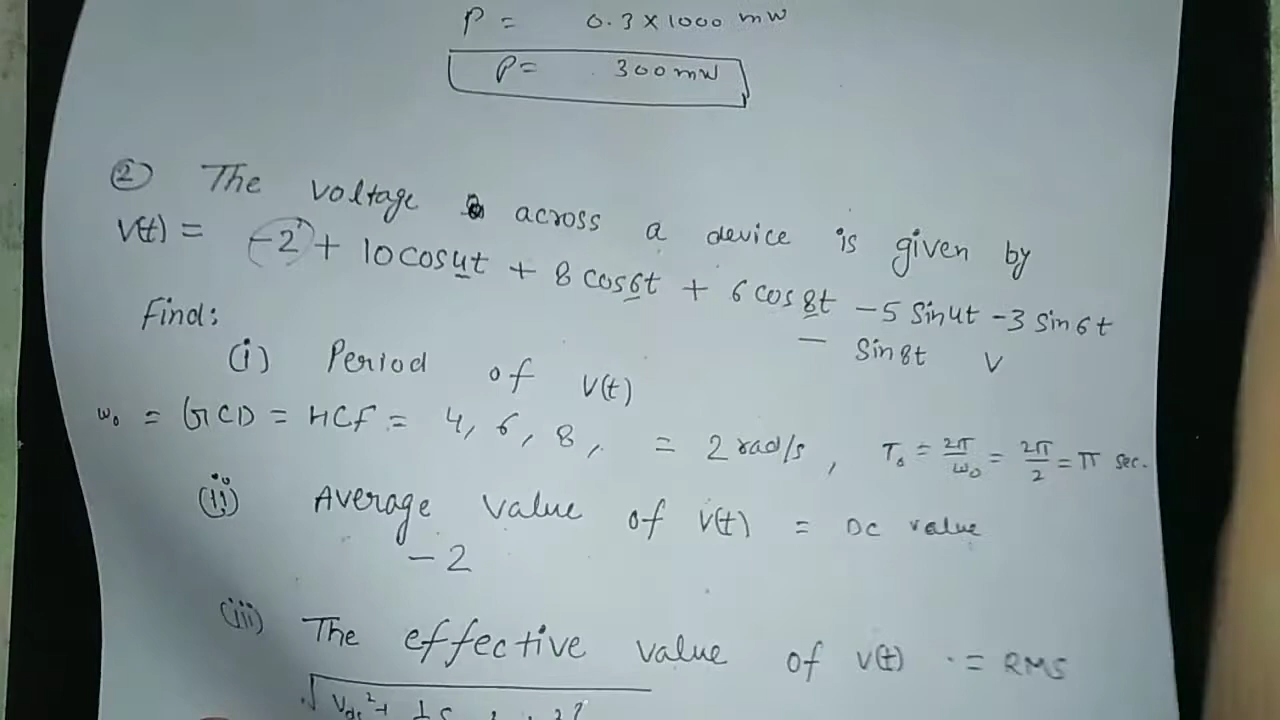 P = 0.3 × 1000 mw
P = 300 mw
② The voltage across a device is given by
V(t) = -2 + 10cos4t + 8 cos6t + 6 cos8t - 5 Sin4t - 3 sin6t
- Sin8t V
Find:
(i) Period of V(t)
ω₀ = GCD = HCF = 4, 6, 8, = 2 rad/s, T₀ = 2π/ω₀ = 2π/2 = π sec.
(ii) Average value of V(t) = DC value
-2
(iii) The effective value of V(t) = RMS